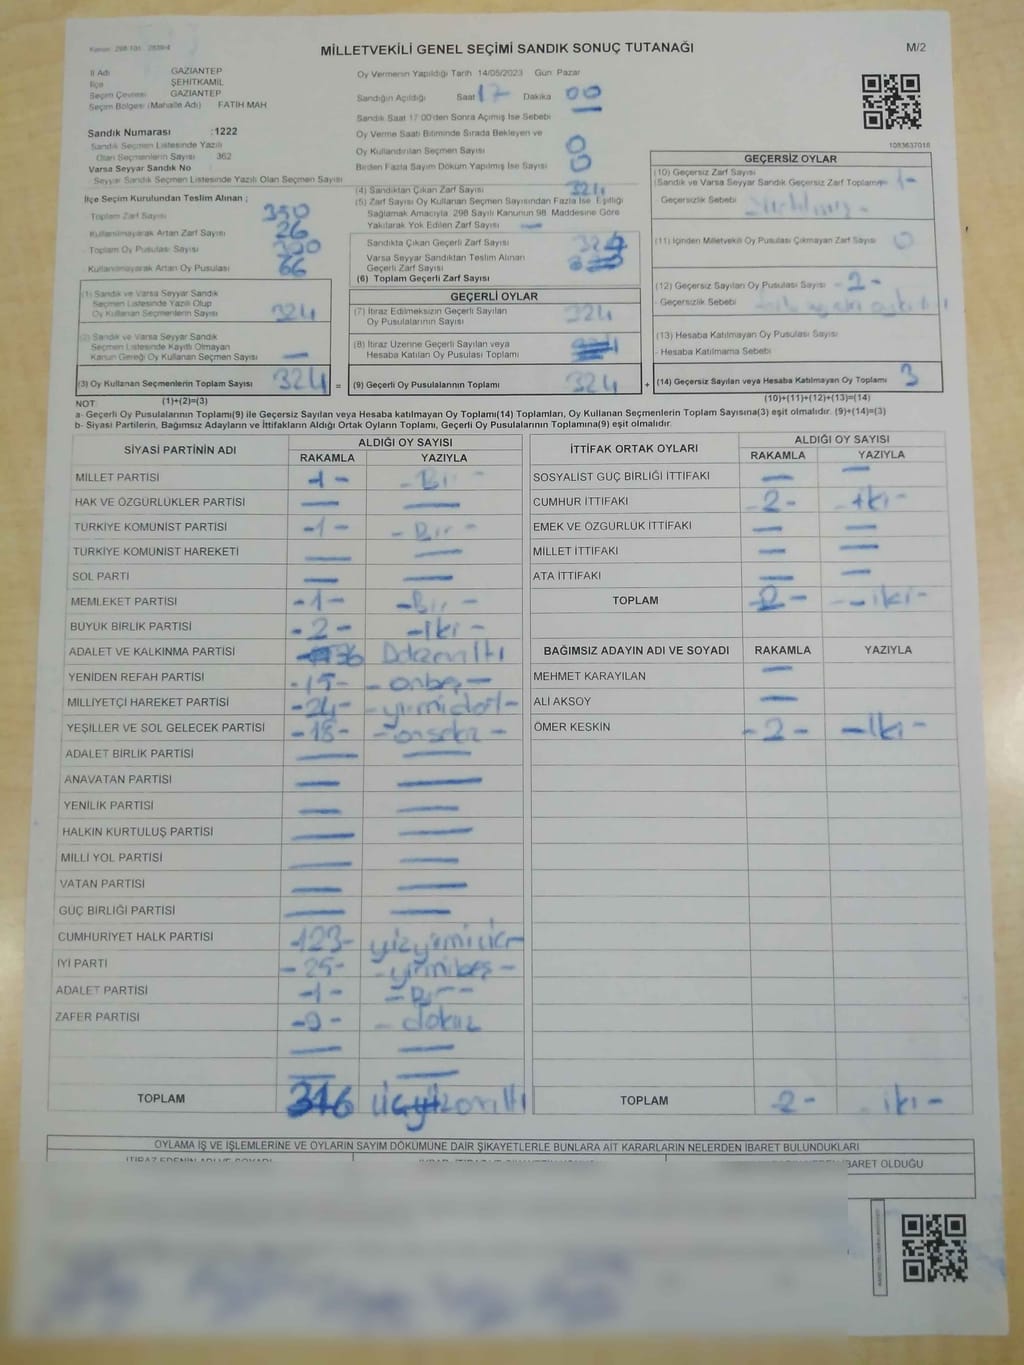 Kanun: 298/101 2839/4
MİLLETVEKİLİ GENEL SEÇİMİ SANDIK SONUÇ TUTANAĞI
M/2
İl Adı GAZİANTEP
İlçe ŞEHİTKAMİL
Seçim Çevresi GAZİANTEP
Seçim Bölgesi (Mahalle Adı) FATİH MAH
Sandık Numarası :1222
Sandık Seçmen Listesinde Yazılı
Olan Seçmenlerin Sayısı 362
Varsa Seyyar Sandık No
Seyyar Sandık Seçmen Listesinde Yazılı Olan Seçmen Sayısı
İlçe Seçim Kurulundan Teslim Alınan ;
Toplam Zarf Sayısı 350
Kullanılmayarak Artan Zarf Sayısı 26
Toplam Oy Pusulası Sayısı
Kullanılmayarak Artan Oy Pusulası 66
(1) Sandık ve Varsa Seyyar Sandık
Seçmen Listesinde Yazılı Olup
Oy Kullanan Seçmenlerin Sayısı 324
(2) Sandık ve Varsa Seyyar Sandık
Seçmen Listesinde Kayıtlı Olmayan
Kanun Gereği Oy Kullanan Seçmen Sayısı —
(3) Oy Kullanan Seçmenlerin Toplam Sayısı 324 =
(1)+(2)=(3)
Oy Vermenin Yapıldığı Tarih 14/05/2023 Gün Pazar
Sandığın Açıldığı Saat 17 Dakika 00
Sandık Saat 17:00'den Sonra Açılmış İse Sebebi —
Oy Verme Saati Bitiminde Sırada Bekleyen ve
Oy Kullandırılan Seçmen Sayısı 0
Birden Fazla Sayım Döküm Yapılmış İse Sayısı 0
(4) Sandıktan Çıkan Zarf Sayısı 324
(5) Zarf Sayısı Oy Kullanan Seçmen Sayısından Fazla İse Eşitliği
Sağlamak Amacıyla 298 Sayılı Kanunun 98. Maddesine Göre
Yakılarak Yok Edilen Zarf Sayısı —
Sandıkta Çıkan Geçerli Zarf Sayısı 324
Varsa Seyyar Sandıktan Teslim Alınan
Geçerli Zarf Sayısı
(6) Toplam Geçerli Zarf Sayısı
GEÇERLİ OYLAR
(7) İtiraz Edilmeksizin Geçerli Sayılan
Oy Pusulalarının Sayısı 324
(8) İtiraz Üzerine Geçerli Sayılan veya
Hesaba Katılan Oy Pusulası Toplamı
(9) Geçerli Oy Pusulalarının Toplamı 324 +
1083637018
GEÇERSİZ OYLAR
(10) Geçersiz Zarf Sayısı
(Sandık ve Varsa Seyyar Sandık Geçersiz Zarf Toplamı) 1-
Geçersizlik Sebebi
(11) İçinden Milletvekili Oy Pusulası Çıkmayan Zarf Sayısı 0
(12) Geçersiz Sayılan Oy Pusulası Sayısı -2-
Geçersizlik Sebebi
(13) Hesaba Katılmayan Oy Pusulası Sayısı
- Hesaba Katılmama Sebebi
(14) Geçersiz Sayılan veya Hesaba Katılmayan Oy Toplamı 3
(10)+(11)+(12)+(13)=(14)
NOT
a- Geçerli Oy Pusulalarının Toplamı(9) ile Geçersiz Sayılan veya Hesaba katılmayan Oy Toplamı(14) Toplamları, Oy Kullanan Seçmenlerin Toplam Sayısına(3) eşit olmalıdır. (9)+(14)=(3)
b- Siyasi Partilerin, Bağımsız Adayların ve İttifakların Aldığı Ortak Oyların Toplamı, Geçerli Oy Pusulalarının Toplamına(9) eşit olmalıdır.
SİYASİ PARTİNİN ADI ALDIĞI OY SAYISI
RAKAMLA YAZIYLA
MİLLET PARTİSİ -1- -Bir-
HAK VE ÖZGÜRLÜKLER PARTİSİ — —
TÜRKİYE KOMÜNİST PARTİSİ -1- -Bir-
TÜRKİYE KOMÜNİST HAREKETİ — —
SOL PARTİ — —
MEMLEKET PARTİSİ -1- -Bir-
BÜYÜK BİRLİK PARTİSİ -2- -İki-
ADALET VE KALKINMA PARTİSİ 96
YENİDEN REFAH PARTİSİ -15- -onbeş-
MİLLİYETÇİ HAREKET PARTİSİ -24- -yirmidört-
YEŞİLLER VE SOL GELECEK PARTİSİ -18- -onsekiz-
ADALET BİRLİK PARTİSİ — —
ANAVATAN PARTİSİ — —
YENİLİK PARTİSİ — —
HALKIN KURTULUŞ PARTİSİ — —
MİLLİ YOL PARTİSİ — —
VATAN PARTİSİ — —
GÜÇ BİRLİĞİ PARTİSİ — —
CUMHURİYET HALK PARTİSİ -123- yüzyirmiüç-
İYİ PARTİ -25- -yirmibeş-
ADALET PARTİSİ -1- -Bir-
ZAFER PARTİSİ -9- -dokuz
— —
— —
TOPLAM 316 üçyüzonaltı
İTTİFAK ORTAK OYLARI ALDIĞI OY SAYISI
RAKAMLA YAZIYLA
SOSYALİST GÜÇ BİRLİĞİ İTTİFAKI — —
CUMHUR İTTİFAKI -2- -iki-
EMEK VE ÖZGÜRLÜK İTTİFAKI — —
MİLLET İTTİFAKI — —
ATA İTTİFAKI — —
TOPLAM -2- -iki-
BAĞIMSIZ ADAYIN ADI VE SOYADI RAKAMLA YAZIYLA
MEHMET KARAYILAN —
ALİ AKSOY —
ÖMER KESKİN -2- -İki-
TOPLAM -2- -iki-
OYLAMA İŞ VE İŞLEMLERİNE VE OYLARIN SAYIM DÖKÜMÜNE DAİR ŞİKAYETLERLE BUNLARA AİT KARARLARIN NELERDEN İBARET BULUNDUKLARI
İTİRAZ EDENİN ADI VE SOYADI
İBARET OLDUĞU